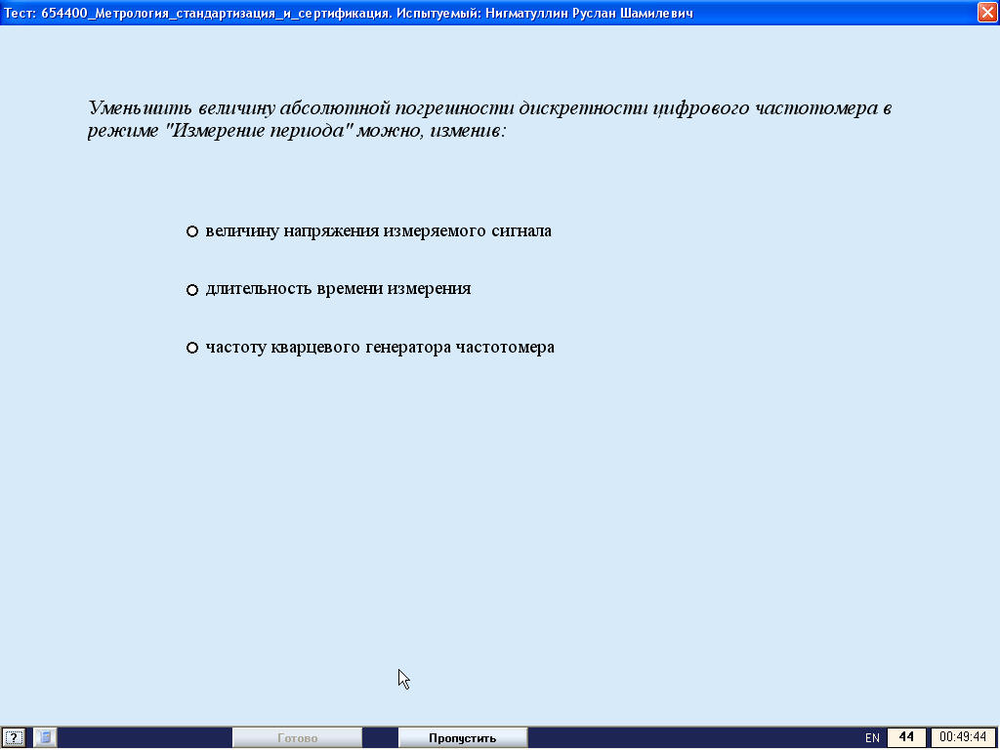 Тест: 654400_Метрология_стандартизация_и_сертификация. Испытуемый: Нигматуллин Руслан Шамилевич
Уменьшить величину абсолютной погрешности дискретности цифрового частотомера в
режиме "Измерение периода" можно, изменив:
величину напряжения измеряемого сигнала
длительность времени измерения
частоту кварцевого генератора частотомера
? Готово Пропустить EN 44 00:49:44